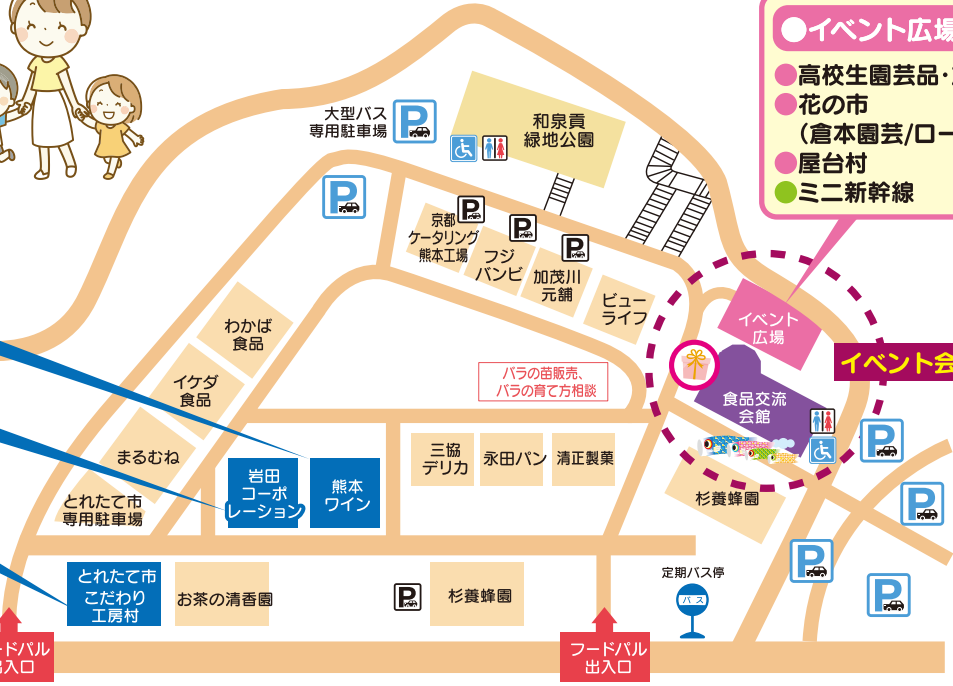 ●イベント広場
●高校生園芸品・
●花の市
（倉本園芸/ロー
●屋台村
●ミニ新幹線
大型バス
専用駐車場
P
和泉貢
緑地公園
P
京都
ケータリング
熊本工場
P
フジ
バンビ
P
加茂川
元舗
P
ビュー
ライフ
わかば
食品
イケダ
食品
まるむね
とれたて市
専用駐車場
イベント
広場
イベント会
食品交流
会館
バラの苗販売、
バラの育て方相談
三協
デリカ
永田パン
清正製菓
岩田
コーポ
レーション
熊本
ワイン
杉養蜂園
P
P
P
P
とれたて市
こだわり
工房村
お茶の清香園
P
杉養蜂園
定期バス停
バス
ードパル
出入口
フードパル
出入口